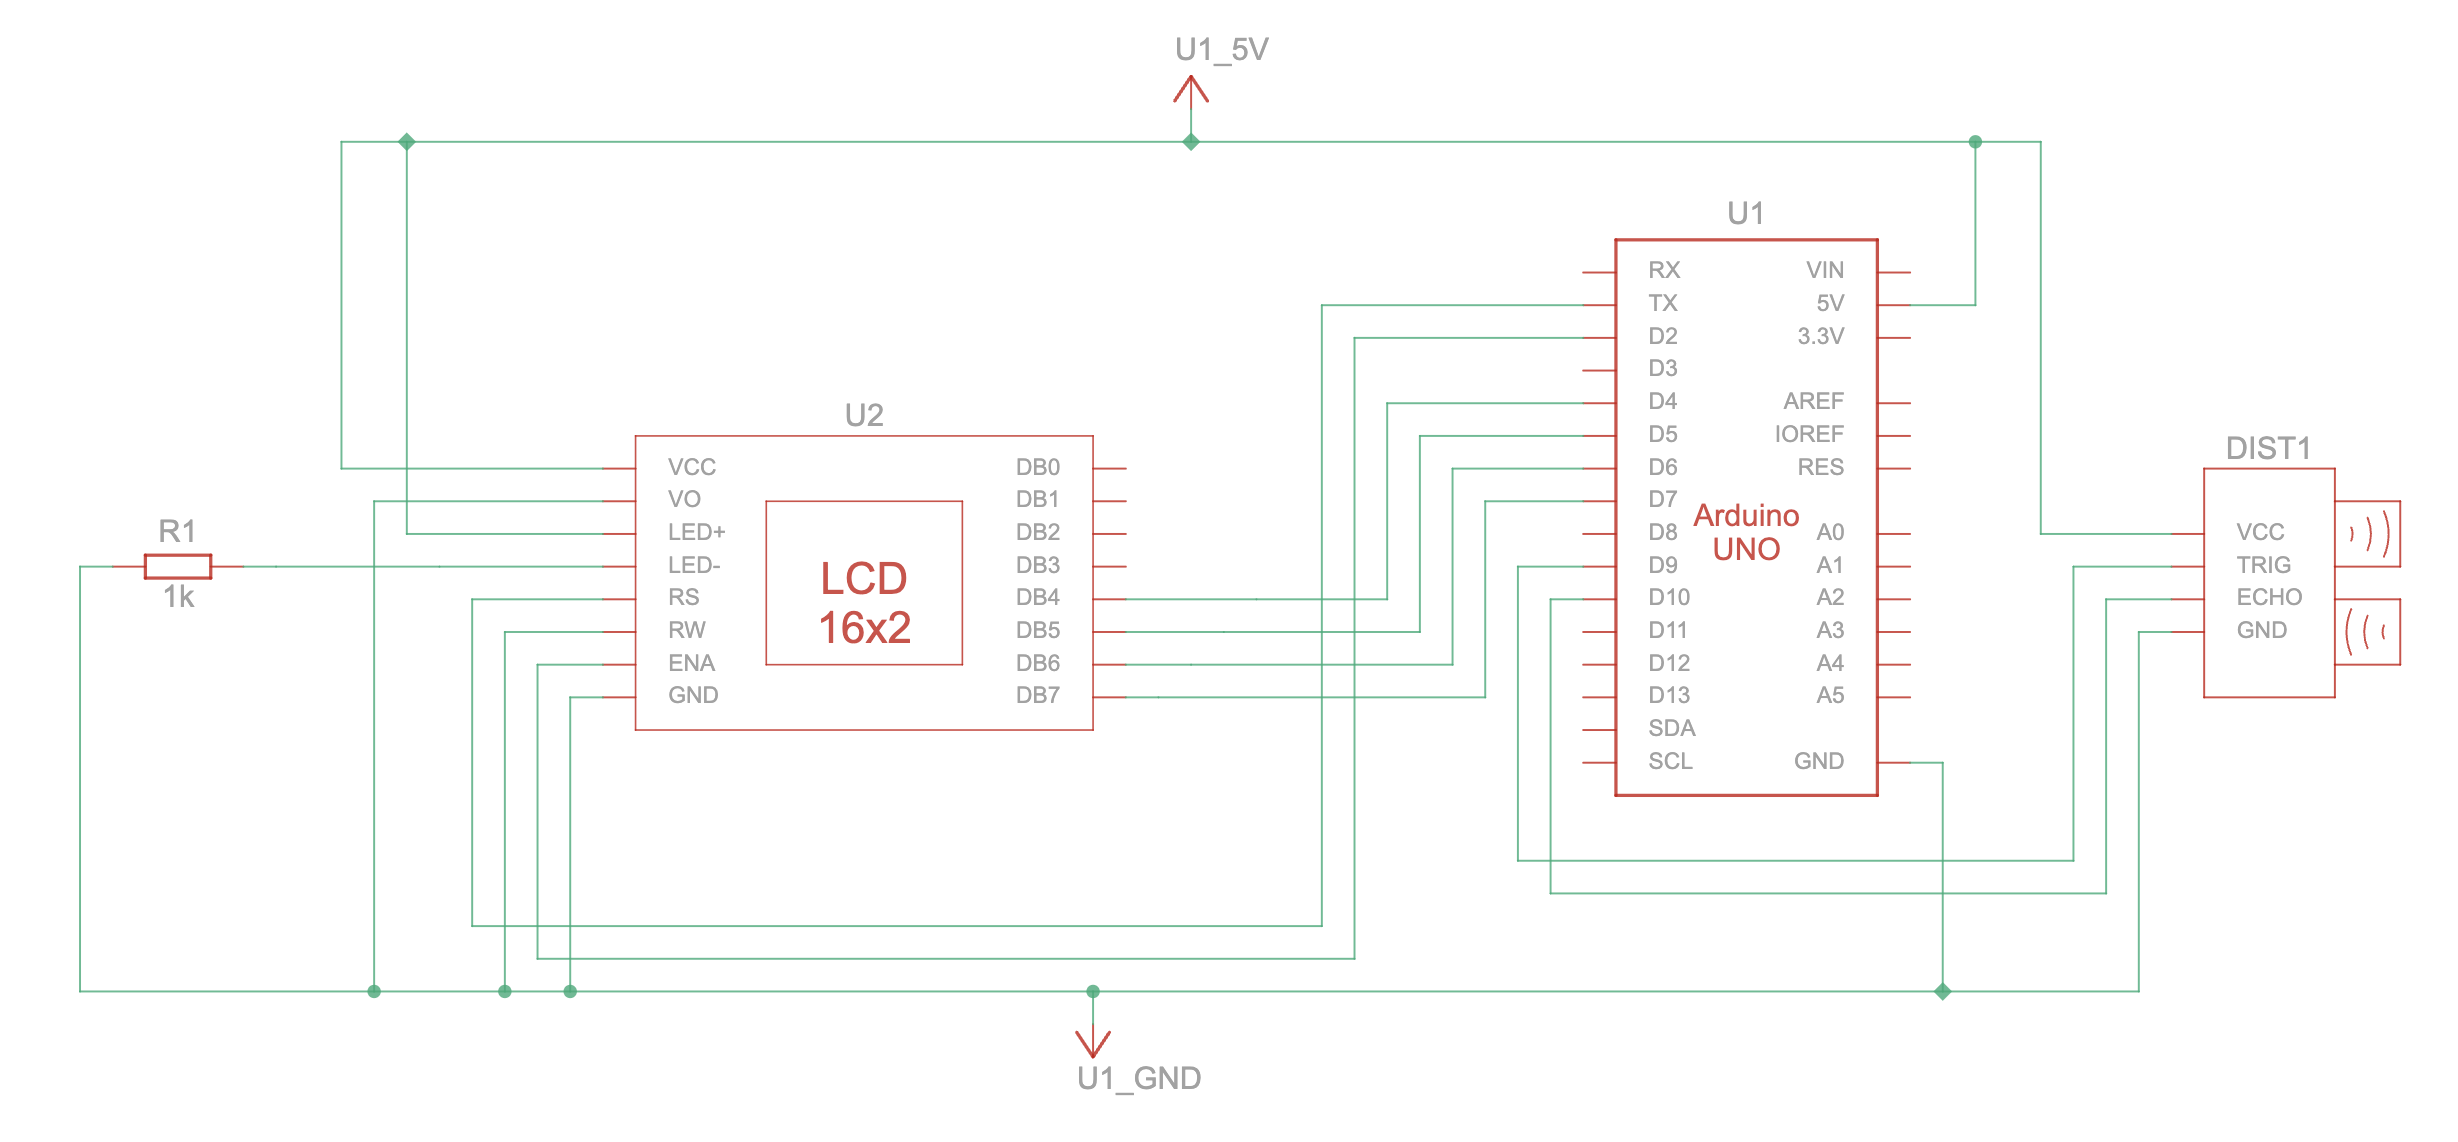 U1_5V
U1
RX
TX
D2
D3
D4
D5
D6
D7
D8
D9
D10
D11
D12
D13
SDA
SCL
VIN
5V
3.3V
AREF
IOREF
RES
A0
A1
A2
A3
A4
A5
GND
Arduino
UNO
U2
VCC
VO
LED+
LED-
RS
RW
ENA
GND
DB0
DB1
DB2
DB3
DB4
DB5
DB6
DB7
LCD
16x2
R1
1k
DIST1
VCC
TRIG
ECHO
GND
U1_GND